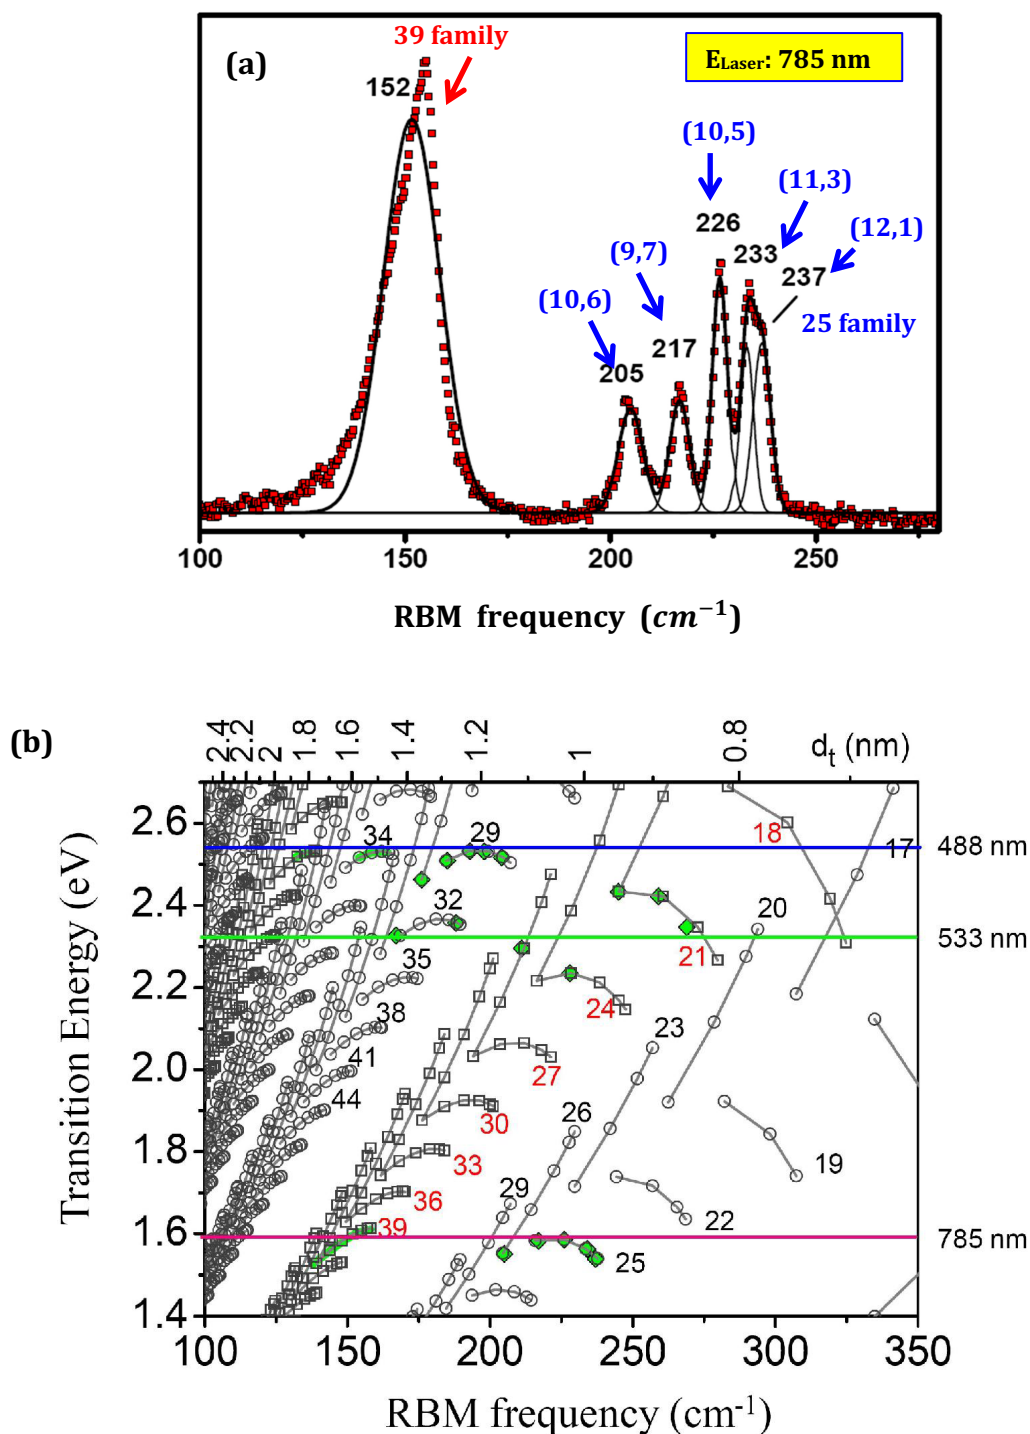 39 family
(a)
E_Laser: 785 nm
152
(10,5)
(11,3)
226
(12,1)
233
(9,7)
237
(10,6)
25 family
217
205
100 150 200 250
RBM frequency (cm⁻¹)
(b)
2.4 2.2 2 1.8 1.6 1.4 1.2 1 0.8 d_t (nm)
2.6
18
34 29 17 488 nm
2.4
32 20
35 21 533 nm
2.2
24
38
23
41 27
2.0
44 30
26
1.8
33 19
36 29
22
39
1.6
785 nm
25
1.4
Transition Energy (eV)
100 150 200 250 300 350
RBM frequency (cm⁻¹)